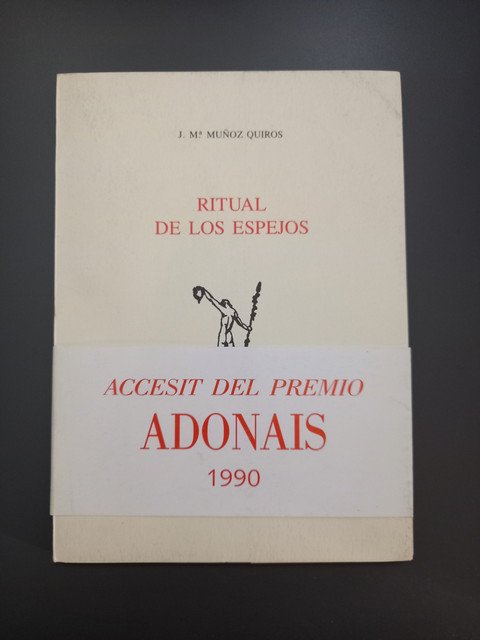 J. Mª MUÑOZ QUIROS
RITUAL
DE LOS ESPEJOS
ACCESIT DEL PREMIO
ADONAIS
1990